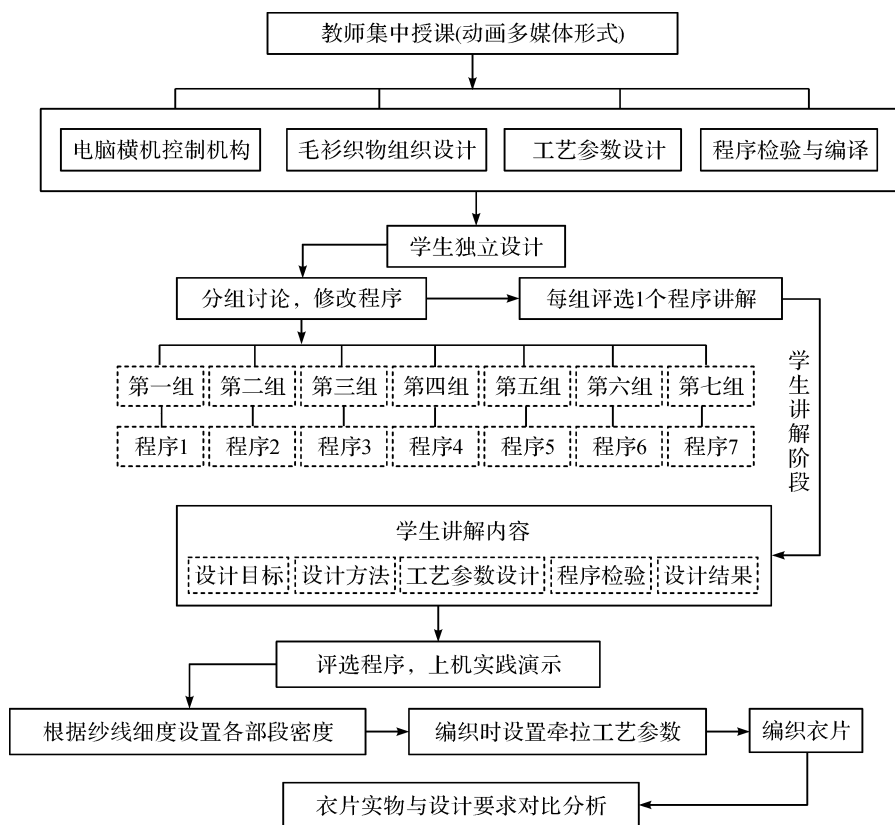 教师集中授课(动画多媒体形式)
电脑横机控制机构 毛衫织物组织设计 工艺参数设计 程序检验与编译
学生独立设计
分组讨论，修改程序 每组评选1个程序讲解
学生讲解阶段
第一组 第二组 第三组 第四组 第五组 第六组 第七组
程序1 程序2 程序3 程序4 程序5 程序6 程序7
学生讲解内容
设计目标 设计方法 工艺参数设计 程序检验 设计结果
评选程序，上机实践演示
根据纱线细度设置各部段密度 编织时设置牵拉工艺参数 编织衣片
衣片实物与设计要求对比分析